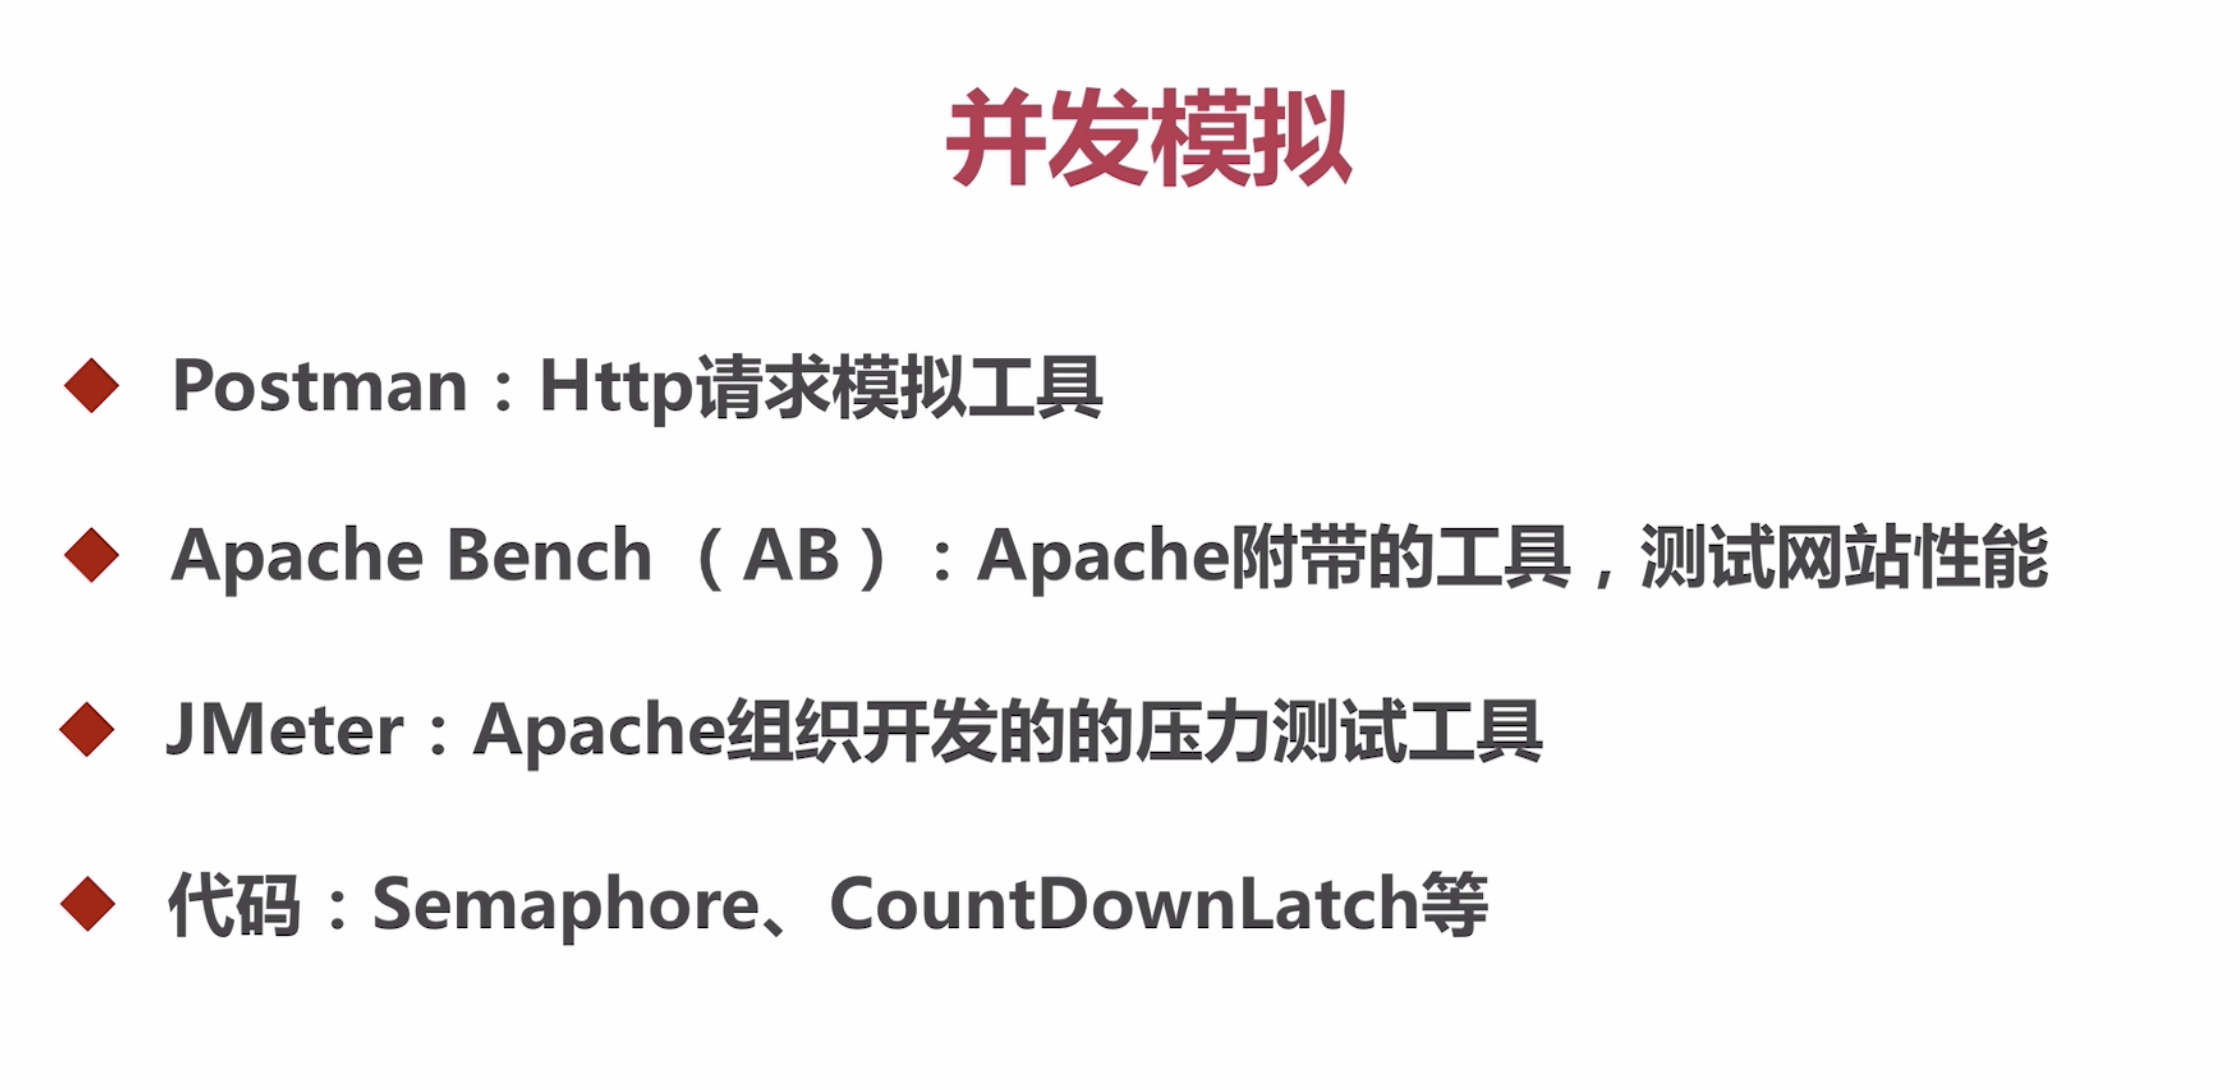 并发模拟
Postman：Http请求模拟工具
Apache Bench （AB）：Apache附带的工具，测试网站性能
JMeter：Apache组织开发的的压力测试工具
代码：Semaphore、CountDownLatch等